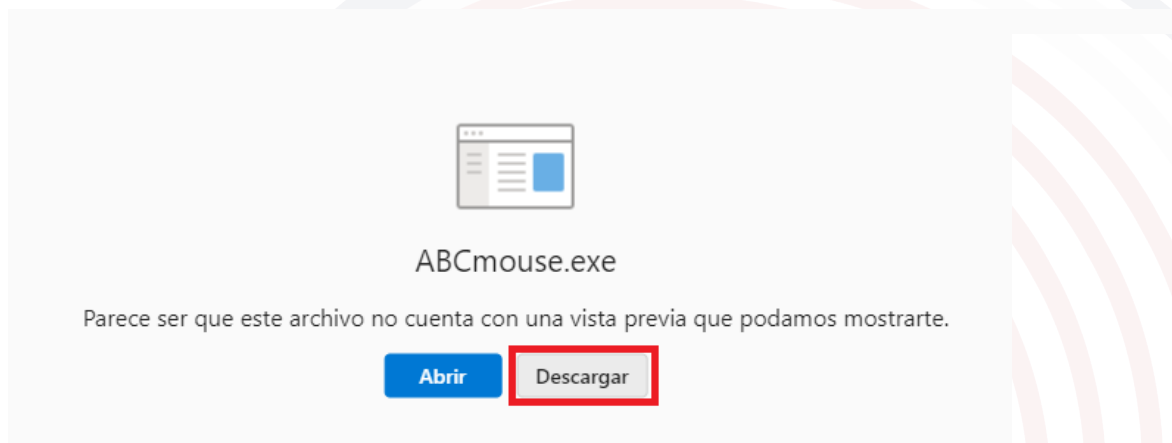 ABCmouse.exe
Parece ser que este archivo no cuenta con una vista previa que podamos mostrarte.
Abrir Descargar